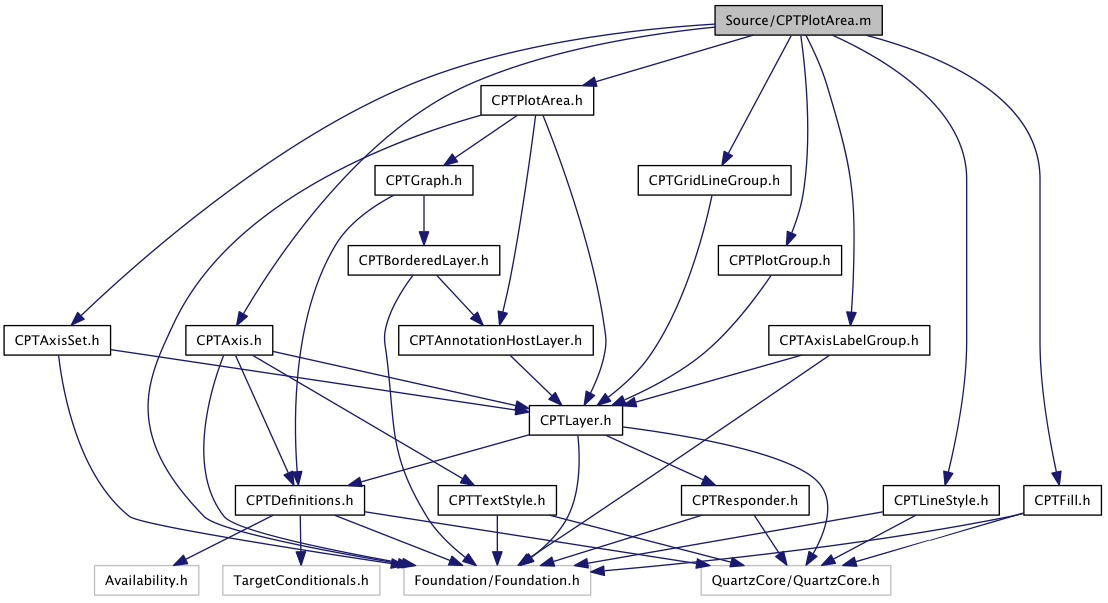 Source/CPTPlotArea.m
CPTPlotArea.h
CPTGraph.h
CPTGridLineGroup.h
CPTBorderedLayer.h
CPTPlotGroup.h
CPTAxisSet.h
CPTAxis.h
CPTAnnotationHostLayer.h
CPTAxisLabelGroup.h
CPTLayer.h
CPTDefinitions.h
CPTTextStyle.h
CPTResponder.h
CPTLineStyle.h
CPTFill.h
Availability.h
TargetConditionals.h
Foundation/Foundation.h
QuartzCore/QuartzCore.h